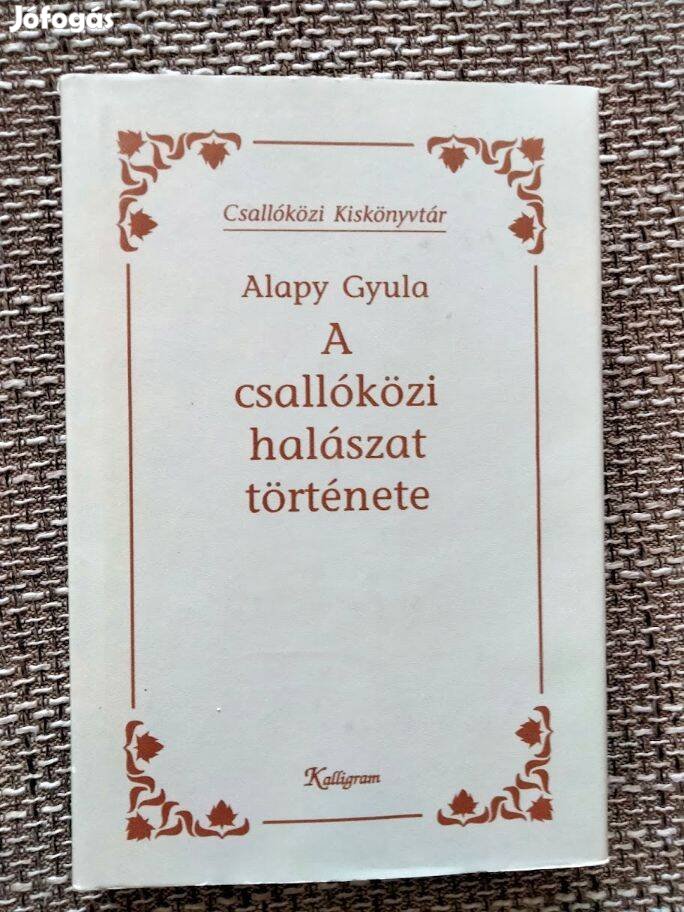 Jófogás
Csallóközi Kiskönyvtár
Alapy Gyula
A
csallóközi
halászat
története
Kalligram